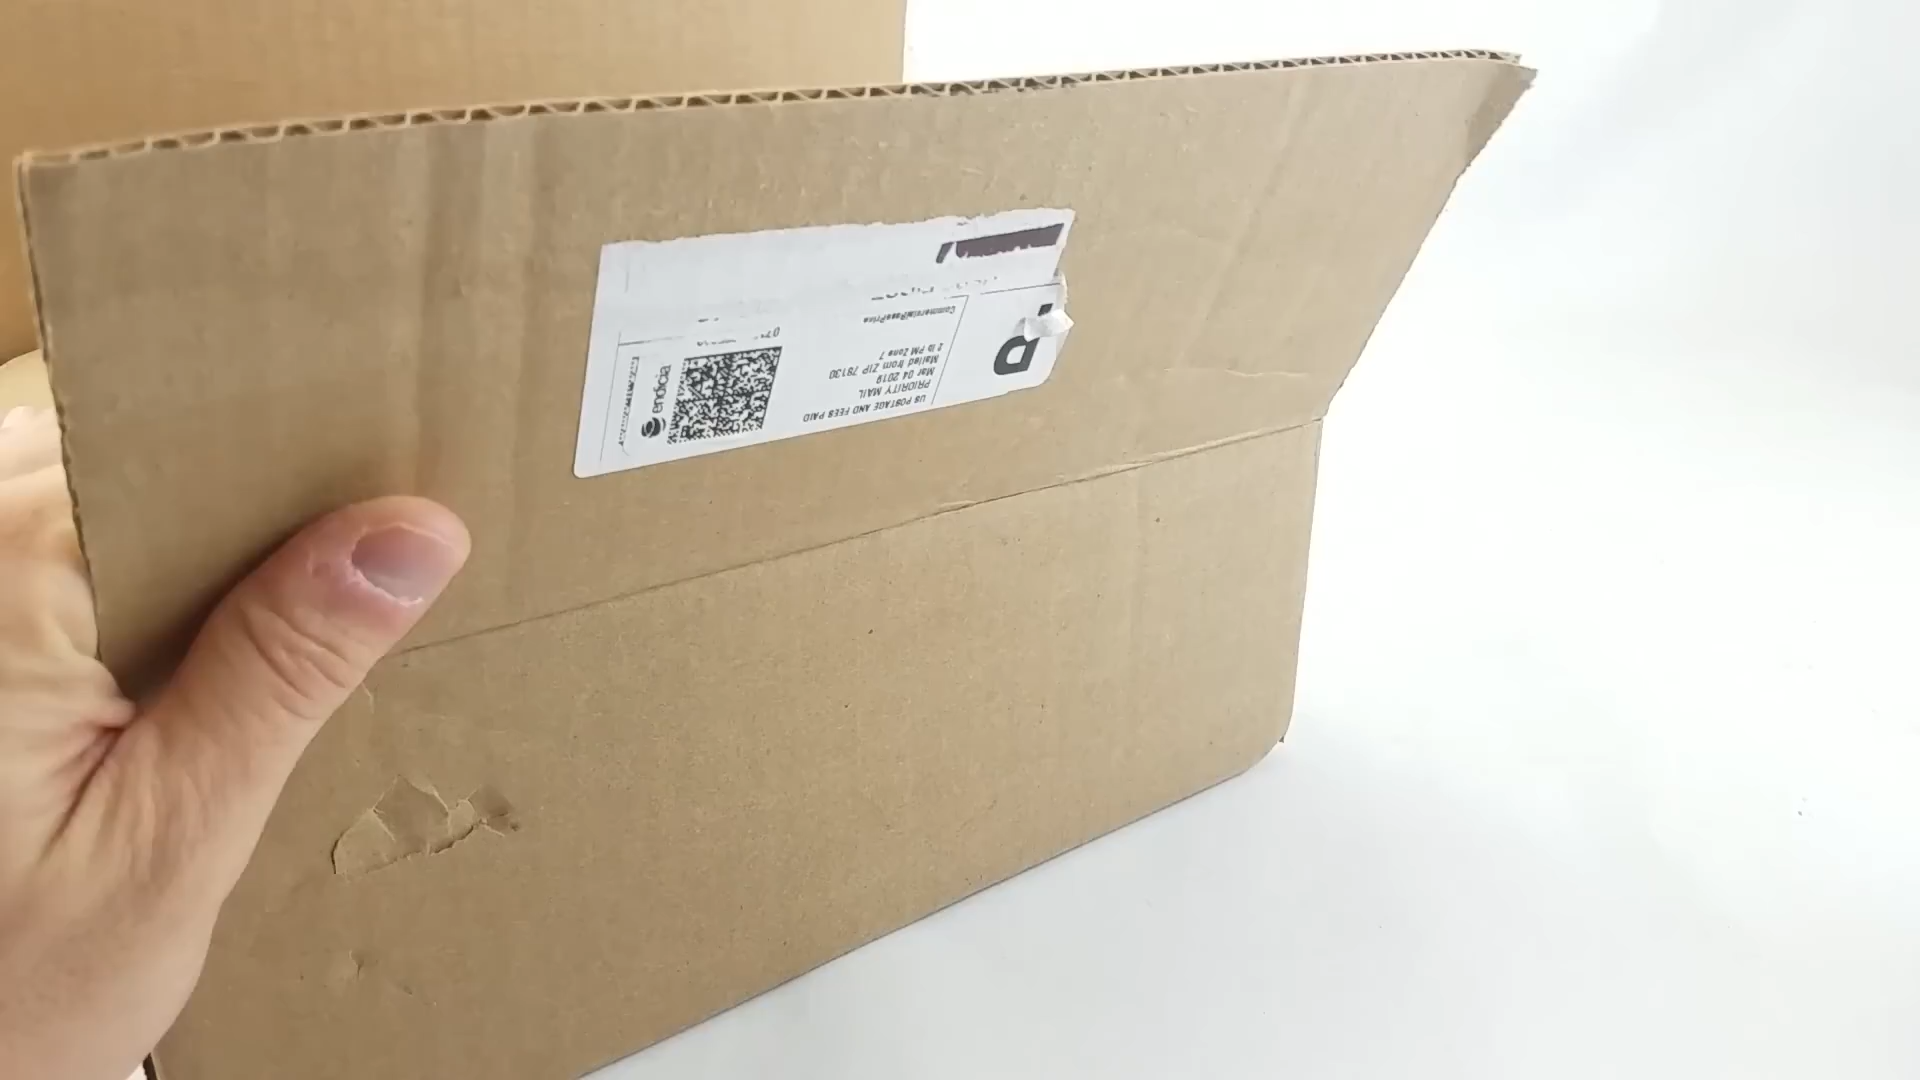 US POSTAGE AND FEES PAID
PRIORITY MAIL
Mar 04 2019
Mailed from ZIP 78130
2 lb PM Zone 7
CommercialBasePrice
endicia
P